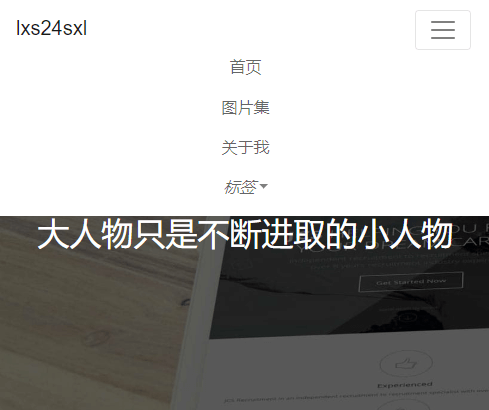 lxs24sxl
首页
图片集
关于我
标签
大人物只是不断进取的小人物
Get Started Now
Experienced